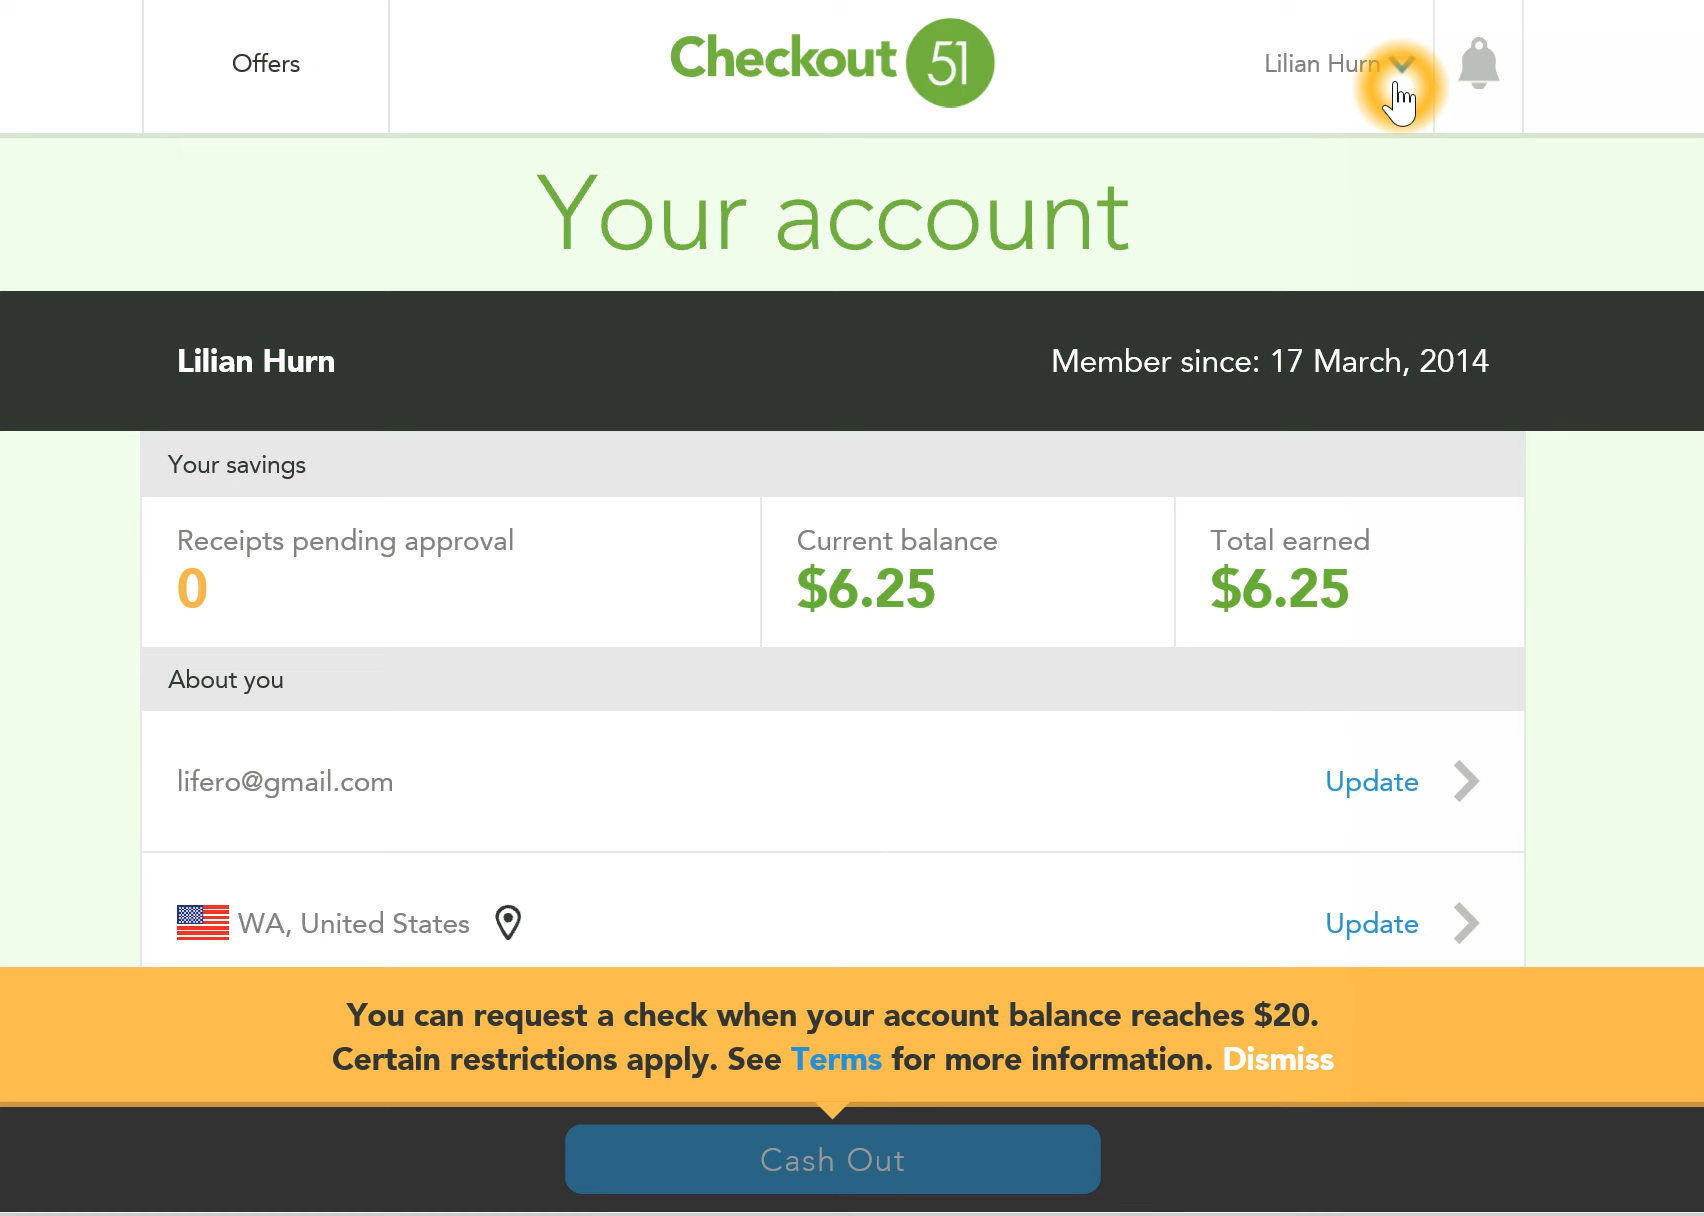 Offers
Checkout 51
Lilian Hurn
Your account
Lilian Hurn
Member since: 17 March, 2014
Your savings
Receipts pending approval
0
Current balance
$6.25
Total earned
$6.25
About you
lifero@gmail.com
Update
WA, United States
Update
You can request a check when your account balance reaches $20.
Certain restrictions apply. See Terms for more information. Dismiss
Cash Out